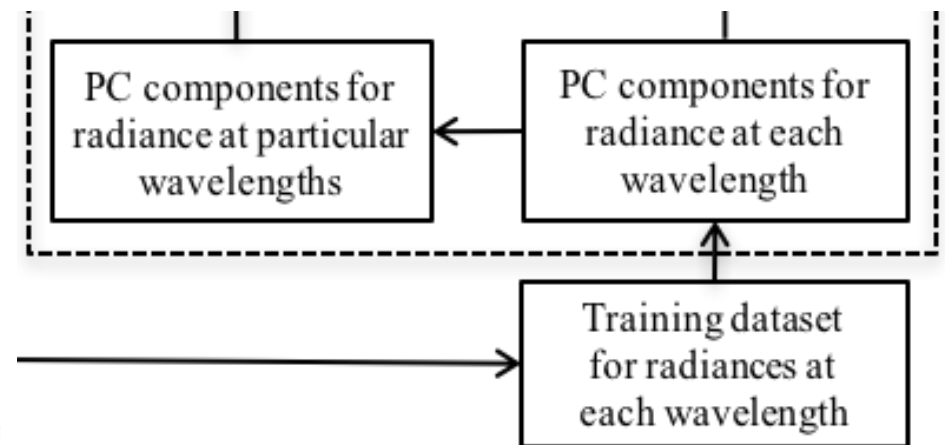 PC components for
radiance at particular
wavelengths
PC components for
radiance at each
wavelength
Training dataset
for radiances at
each wavelength